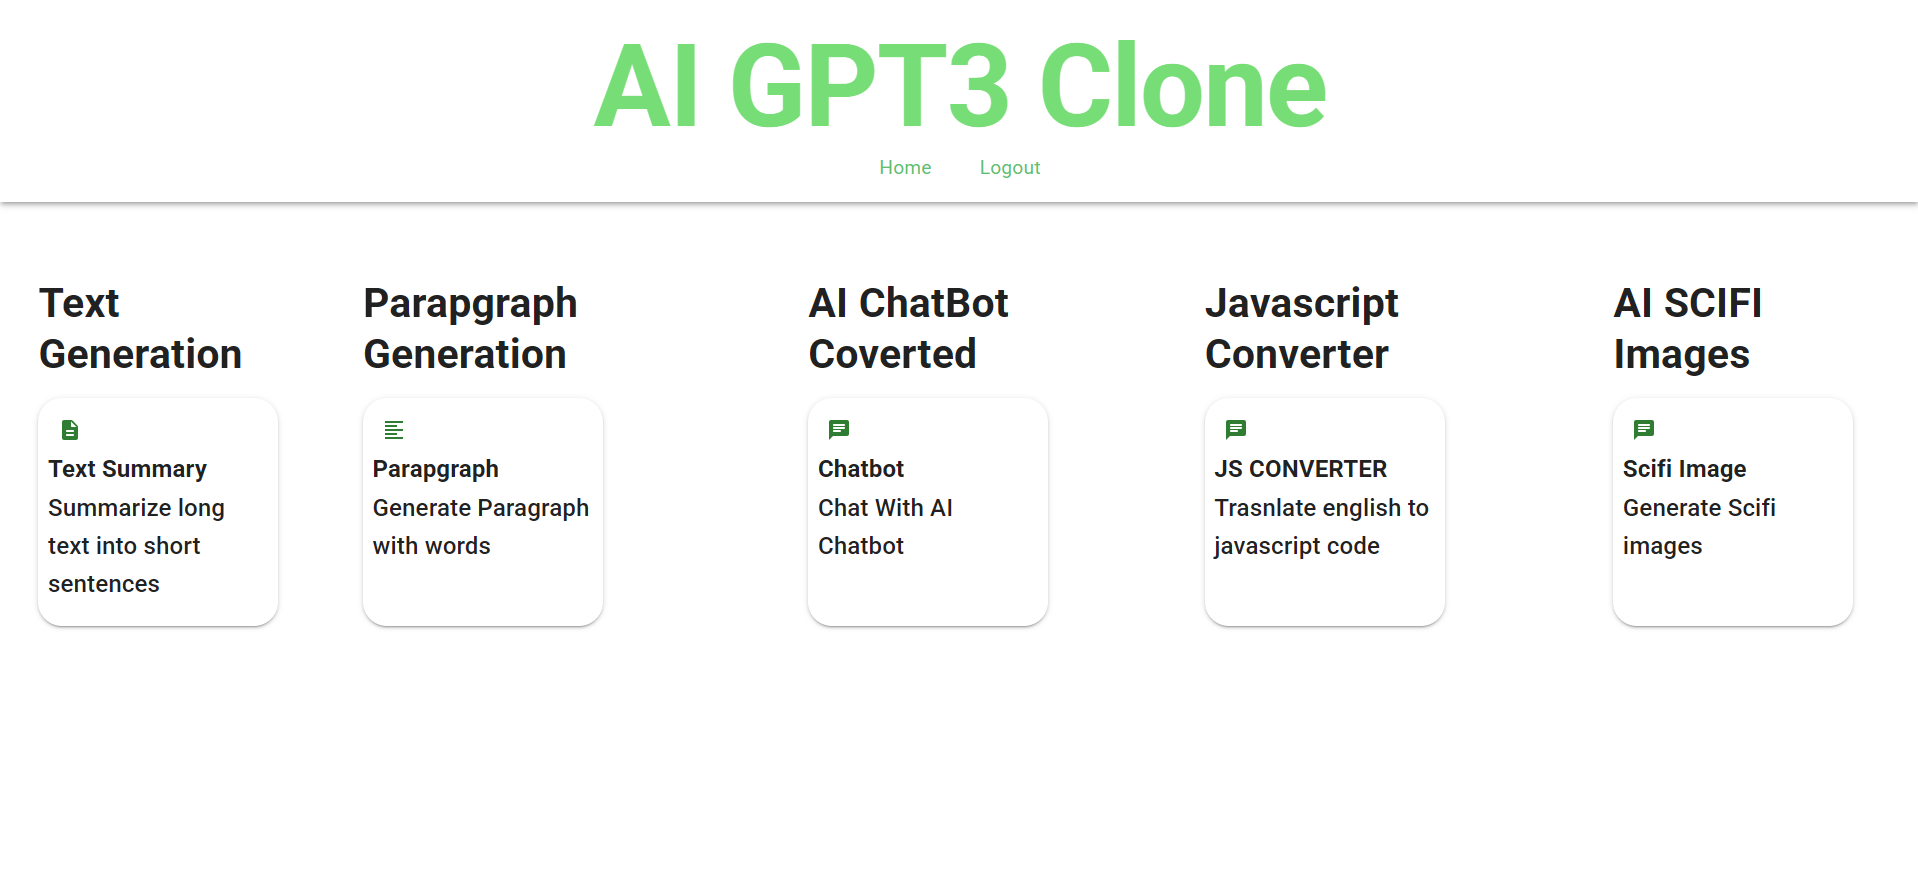 AI GPT3 Clone
Home Logout
Text
Generation
Text Summary
Summarize long
text into short
sentences
Parapgraph
Generation
Parapgraph
Generate Paragraph
with words
AI ChatBot
Coverted
Chatbot
Chat With AI
Chatbot
Javascript
Converter
JS CONVERTER
Trasnlate english to
javascript code
AI SCIFI
Images
Scifi Image
Generate Scifi
images